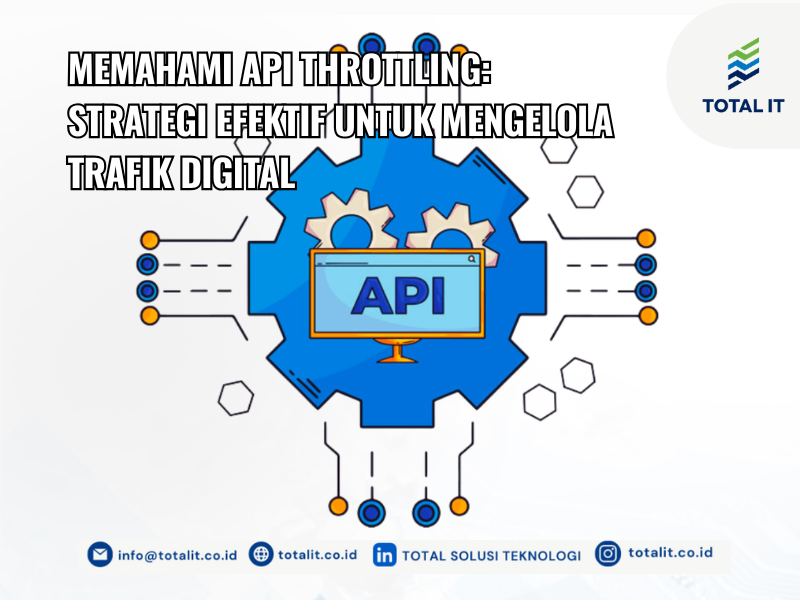 MEMAHAMI API THROTTLING:
STRATEGI EFEKTIF UNTUK MENGELOLA
TRAFIK DIGITAL
TOTAL IT
API
info@totalit.co.id
totalit.co.id
in TOTAL SOLUSI TEKNOLOGI
totalit.co.id